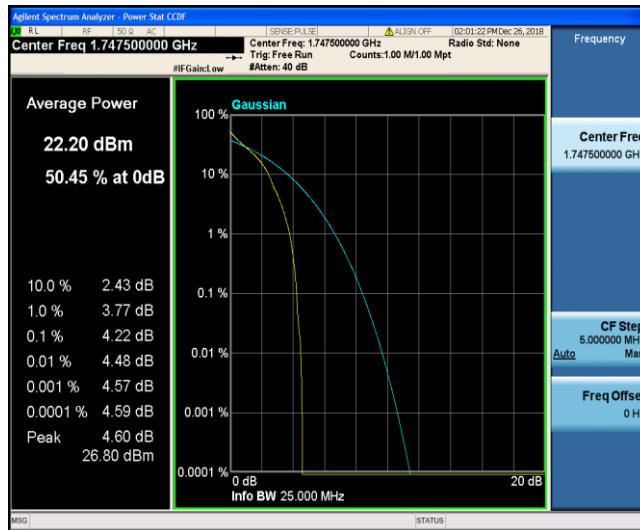 Agilent Spectrum Analyzer - Power Stat CCDF
RL RF 50 Ω AC SENSE:PULSE ALIGN OFF 02:01:22 PM Dec 26, 2018
Center Freq 1.747500000 GHz
Center Freq: 1.747500000 GHz Radio Std: None
Trig: Free Run Counts:1.00 M/1.00 Mpt
#IFGain:Low #Atten: 40 dB
Frequency
Average Power
22.20 dBm
50.45 % at 0dB
10.0 % 2.43 dB
1.0 % 3.77 dB
0.1 % 4.22 dB
0.01 % 4.48 dB
0.001 % 4.57 dB
0.0001 % 4.59 dB
Peak 4.60 dB
26.80 dBm
Gaussian
100 %
10 %
1 %
0.1 %
0.01 %
0.001 %
0.0001 %
0 dB 20 dB
Info BW 25.000 MHz
Center Freq
1.747500000 GH
CF Step
5.000000 MH
Auto Ma
Freq Offse
0 H
MSG STATUS